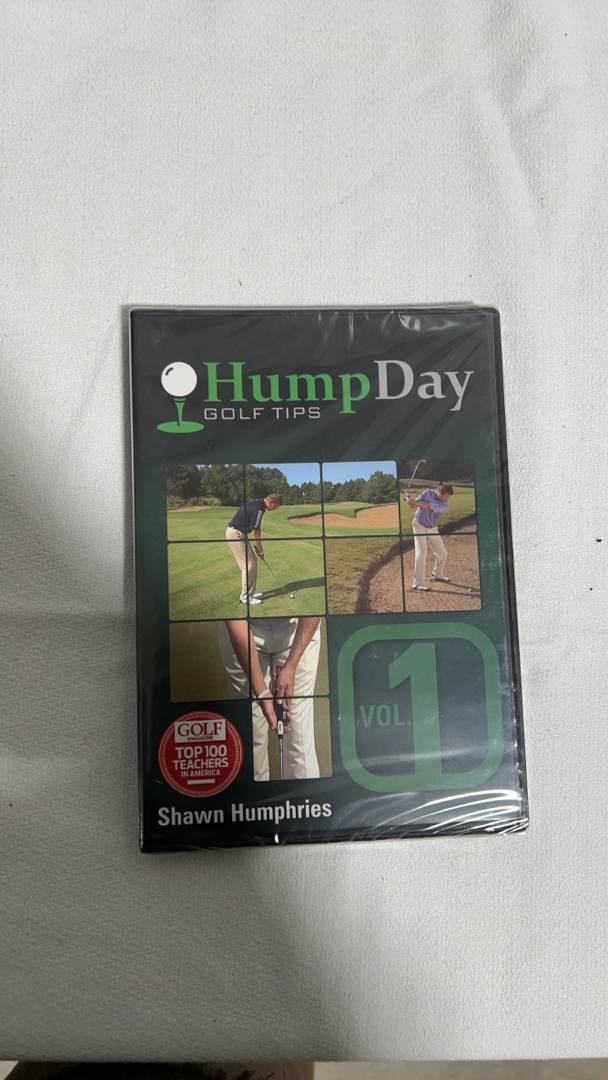 HumpDay
GOLF TIPS
VOL. 1
GOLF
MAGAZINE
TOP 100
TEACHERS
IN AMERICA
Shawn Humphries